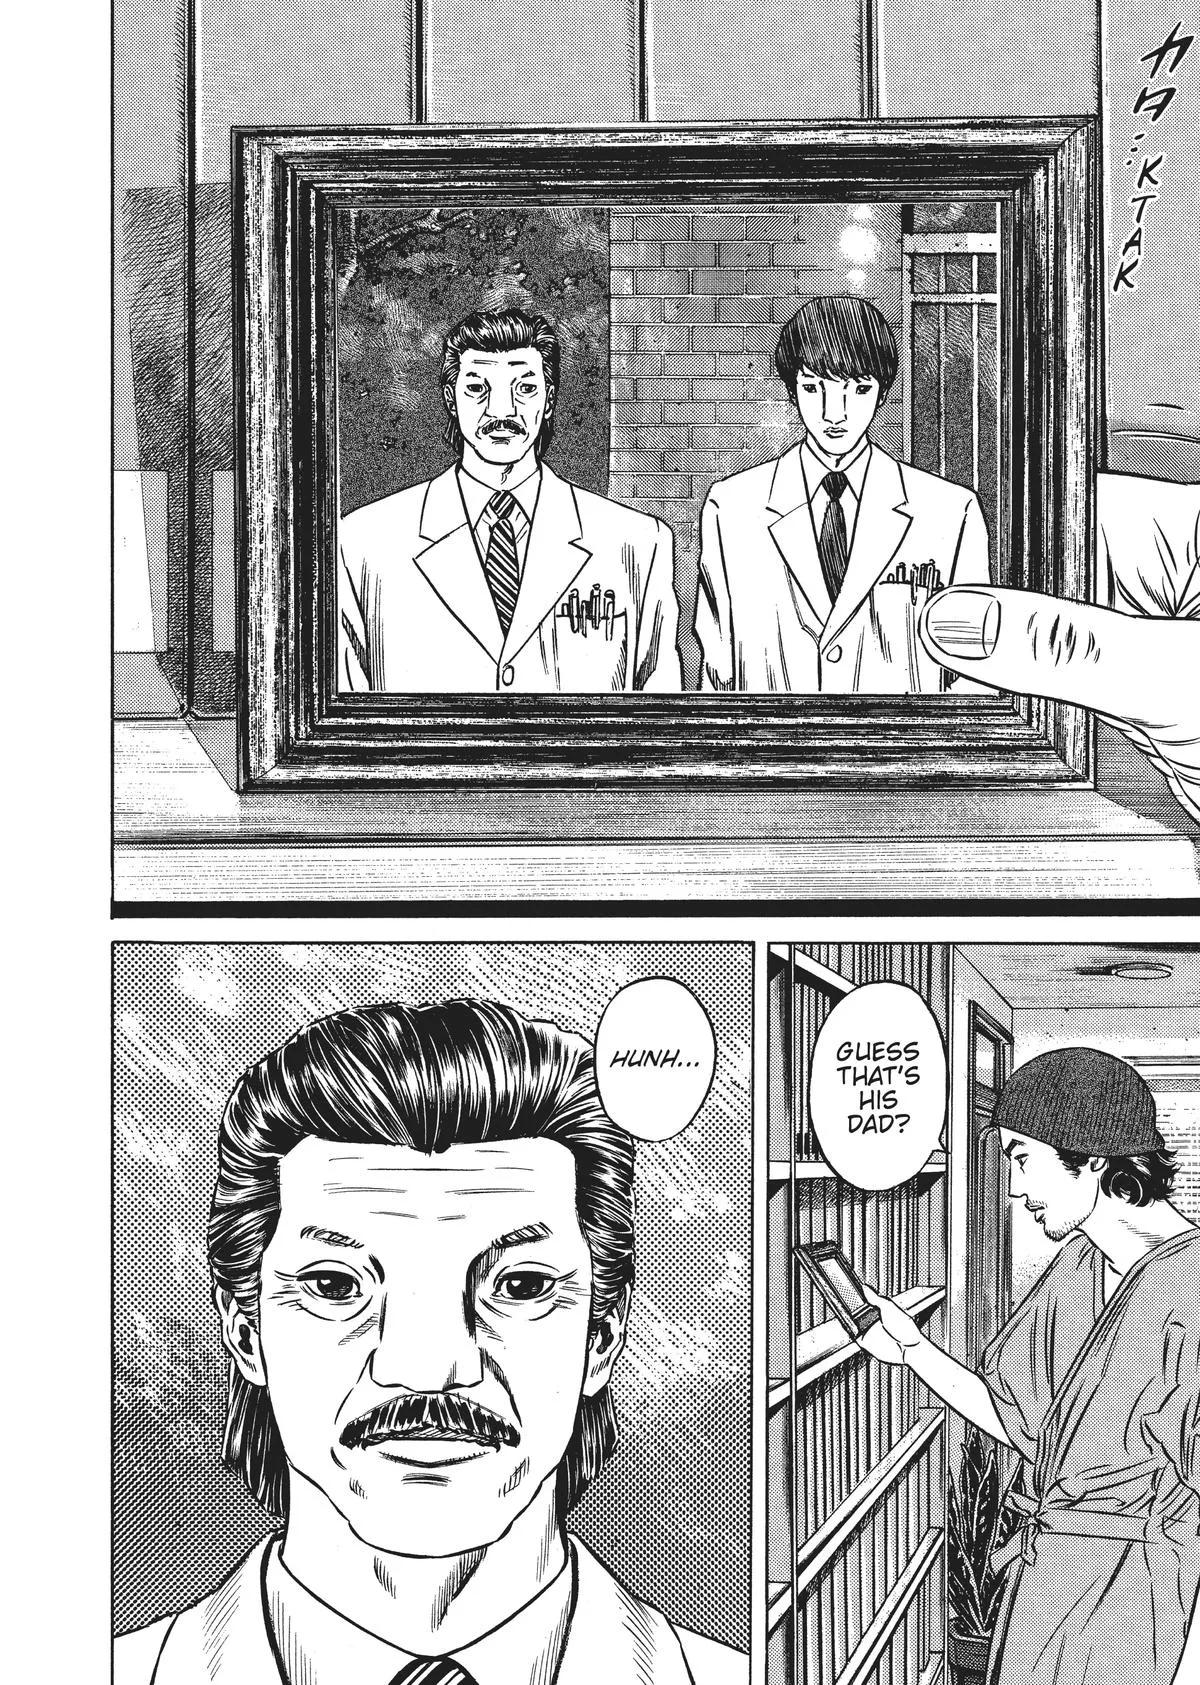 カタ…
KTAK
GUESS
THAT'S
HIS
DAD?
HUNH...